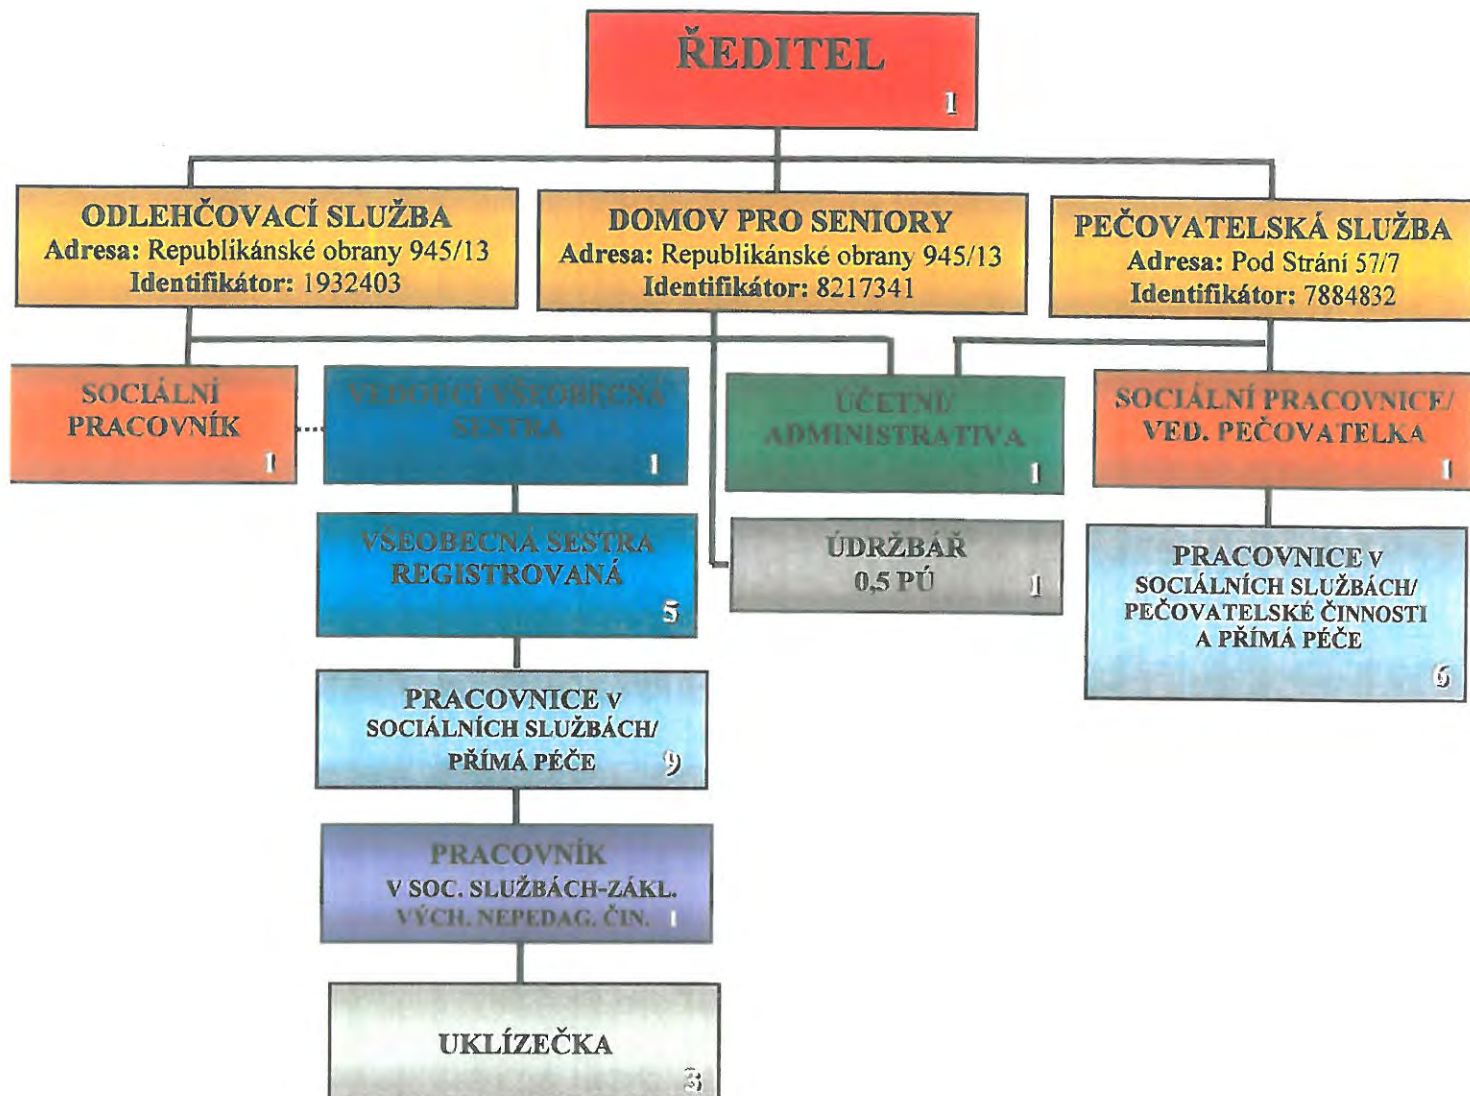 ŘEDITEL
1
ODLEHČOVACÍ SLUŽBA
Adresa: Republikánské obrany 945/13
Identifikátor: 1932403
DOMOV PRO SENIORY
Adresa: Republikánské obrany 945/13
Identifikátor: 8217341
PEČOVATELSKÁ SLUŽBA
Adresa: Pod Strání 57/7
Identifikátor: 7884832
SOCIÁLNÍ
PRACOVNÍK
1
VEDOUCÍ VŠEOBECNÁ
SESTRA
1
ÚČETNÍ/
ADMINISTRATIVA
1
SOCIÁLNÍ PRACOVNICE/
VED. PEČOVATELKA
1
VŠEOBECNÁ SESTRA
REGISTROVANÁ
5
ÚDRŽBÁŘ
0,5 PÚ
1
PRACOVNICE V
SOCIÁLNÍCH SLUŽBÁCH/
PEČOVATELSKÉ ČINNOSTI
A PŘÍMÁ PÉČE
6
PRACOVNICE V
SOCIÁLNÍCH SLUŽBÁCH/
PŘÍMÁ PÉČE
9
PRACOVNÍK
V SOC. SLUŽBÁCH-ZÁKL.
VÝCH. NEPEDAG. ČIN.
1
UKLÍZEČKA